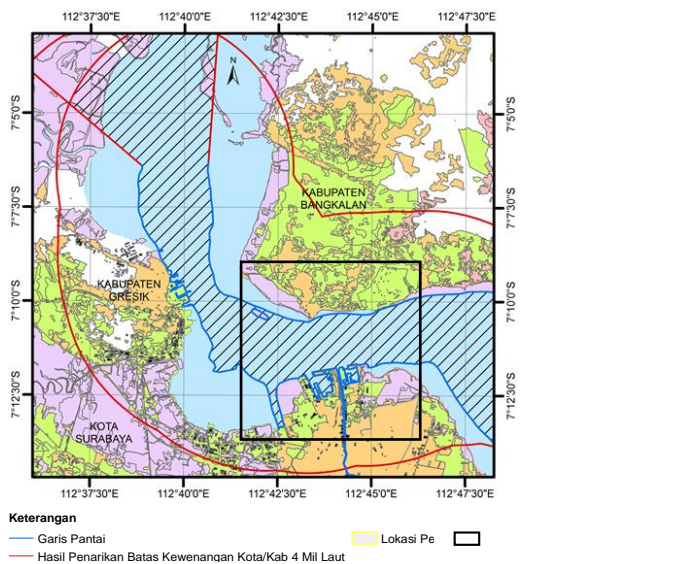 112°37'30"E 112°40'0"E 112°42'30"E 112°45'0"E 112°47'30"E
N
7°5'0"S 7°5'0"S
KABUPATEN
BANGKALAN
7°7'30"S 7°7'30"S
KABUPATEN
GRESIK
7°10'0"S 7°10'0"S
7°12'30"S 7°12'30"S
KOTA
SURABAYA
112°37'30"E 112°40'0"E 112°42'30"E 112°45'0"E 112°47'30"E
Keterangan
Garis Pantai Lokasi Pe
Hasil Penarikan Batas Kewenangan Kota/Kab 4 Mil Laut